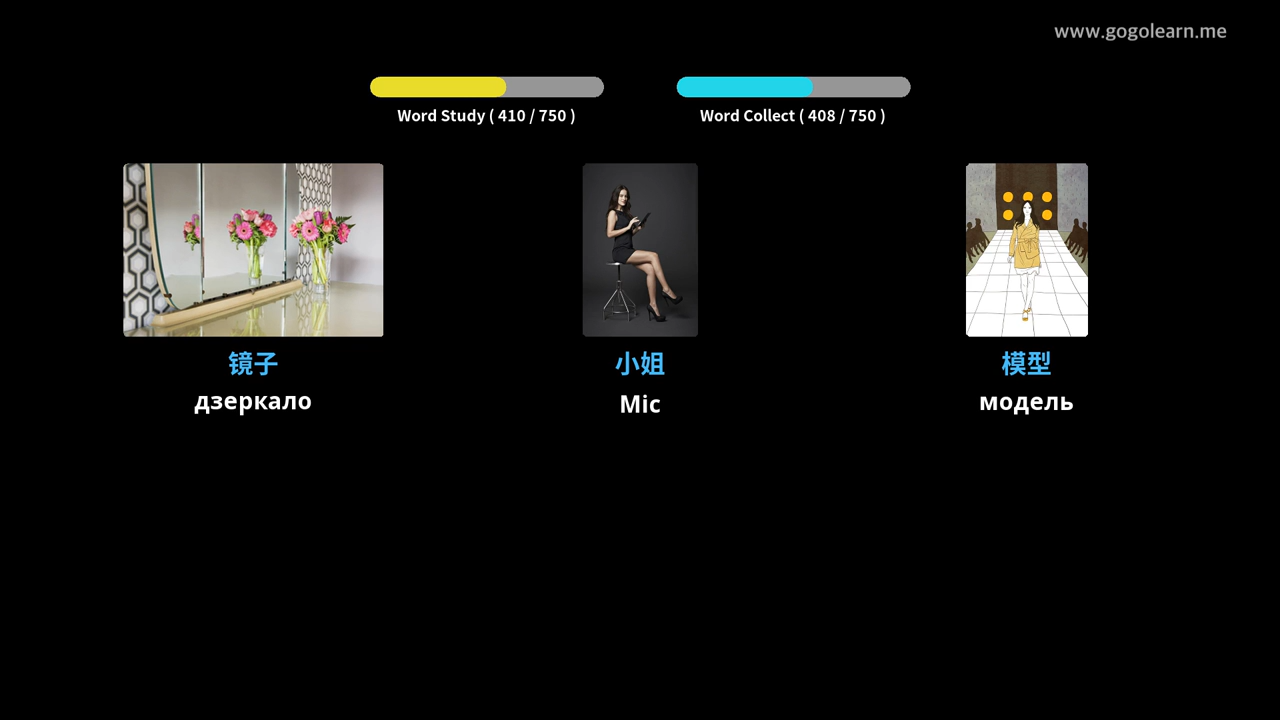 www.gogolearn.me
Word Study ( 410 / 750 )
Word Collect ( 408 / 750 )
镜子
小姐
模型
дзеркало
Міс
модель